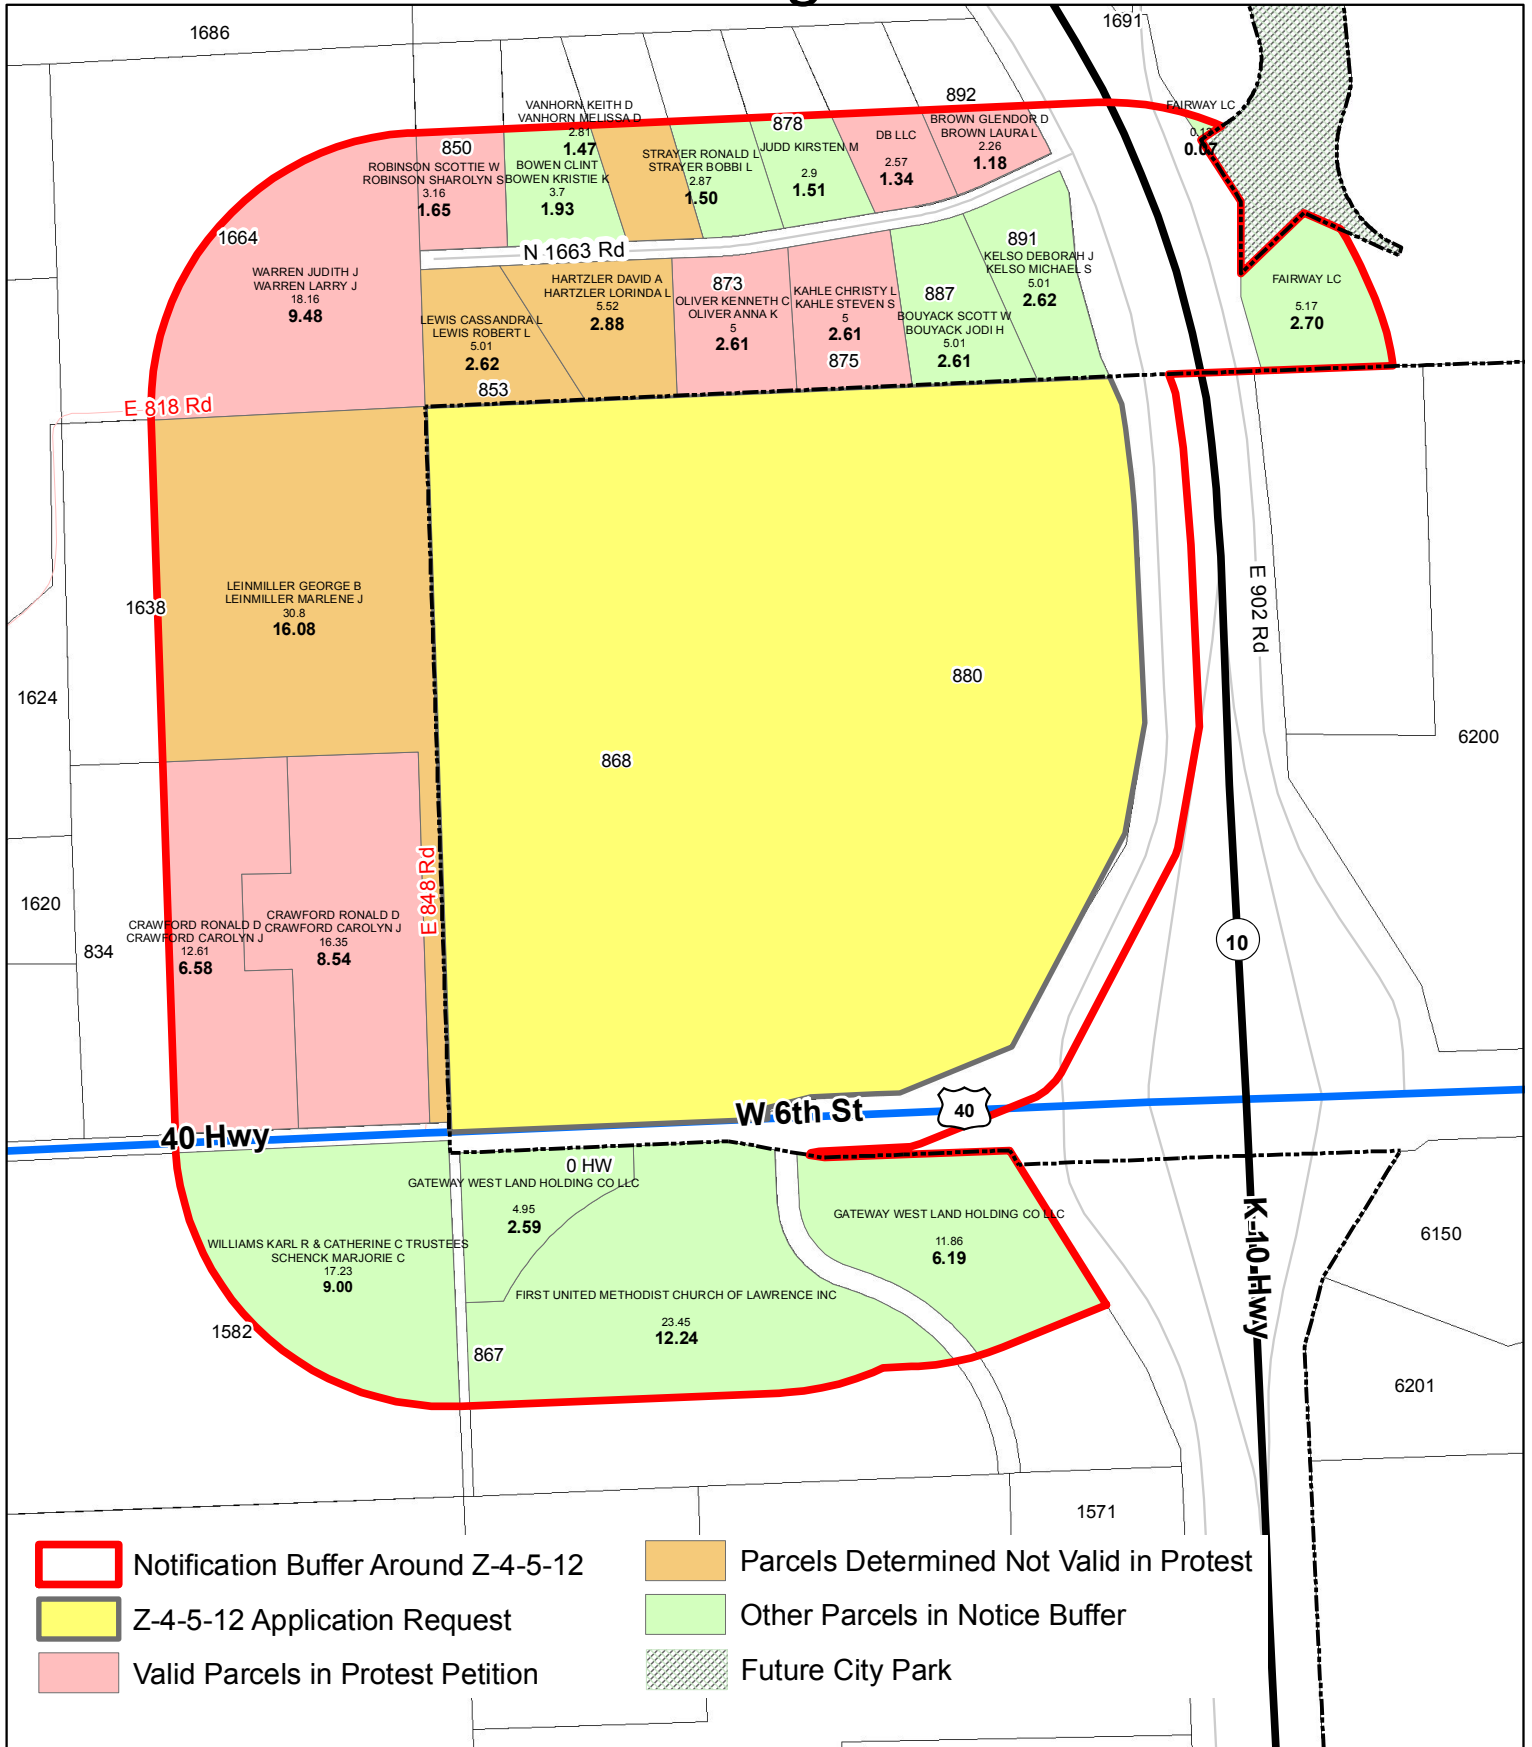 1686
1691
892
FAIRWAY LC
0.07
VANHORN KEITH D
VANHORN MELISSA D
2.81
1.47
878
BROWN GLENDOR D
BROWN LAURA L
2.26
1.18
DB LLC
2.57
1.34
850
ROBINSON SCOTTIE W
ROBINSON SHAROLYN S
3.16
1.65
BOWEN CLINT
BOWEN KRISTIE K
3.7
1.93
STRAYER RONALD L
STRAYER BOBBI L
2.87
1.50
JUDD KIRSTEN M
2.9
1.51
1664
N 1663 Rd
WARREN JUDITH J
WARREN LARRY J
18.16
9.48
HARTZLER DAVID A
HARTZLER LORINDA L
5.52
2.88
LEWIS CASSANDRA L
LEWIS ROBERT L
5.01
2.62
853
873
OLIVER KENNETH C
OLIVER ANNA K
5
2.61
KAHLE CHRISTY L
KAHLE STEVEN S
5
2.61
875
887
BOUYACK SCOTT W
BOUYACK JODI H
5.01
2.61
891
KELSO DEBORAH J
KELSO MICHAEL S
5.01
2.62
FAIRWAY LC
5.17
2.70
E 818 Rd
LEINMILLER GEORGE B
LEINMILLER MARLENE J
30.8
16.08
1638
E 902 Rd
880
868
1624
6200
E 848 Rd
1620
834
CRAWFORD RONALD D
CRAWFORD CAROLYN J
12.61
6.58
CRAWFORD RONALD D
CRAWFORD CAROLYN J
16.35
8.54
10
40 Hwy
W 6th St
40
0 HW
GATEWAY WEST LAND HOLDING CO LLC
4.95
2.59
GATEWAY WEST LAND HOLDING CO LLC
11.86
6.19
K-10-Hwy
6150
WILLIAMS KARL R & CATHERINE C TRUSTEES
SCHENCK MARJORIE C
17.23
9.00
FIRST UNITED METHODIST CHURCH OF LAWRENCE INC
23.45
12.24
1582
867
6201
1571
Notification Buffer Around Z-4-5-12
Z-4-5-12 Application Request
Valid Parcels in Protest Petition
Parcels Determined Not Valid in Protest
Other Parcels in Notice Buffer
Future City Park